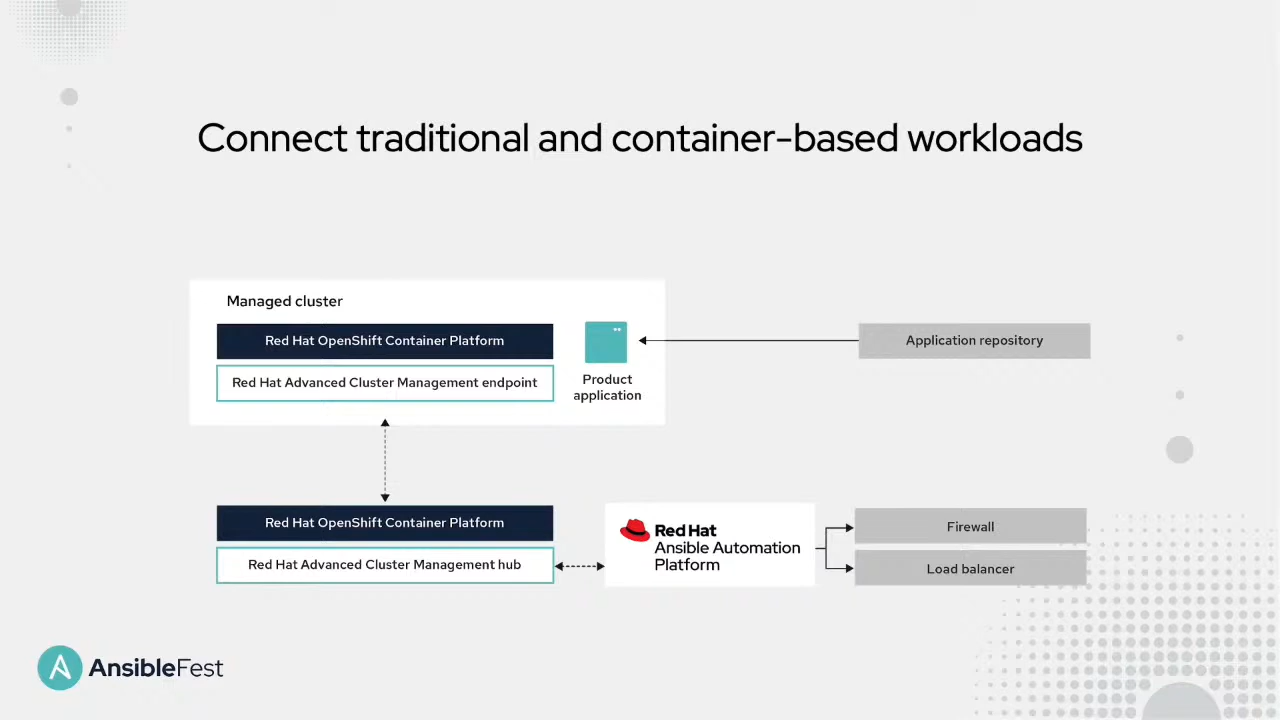 Connect traditional and container-based workloads
Managed cluster
Red Hat OpenShift Container Platform
Red Hat Advanced Cluster Management endpoint
Product
application
Application repository
Red Hat OpenShift Container Platform
Red Hat Advanced Cluster Management hub
Red Hat
Ansible Automation
Platform
Firewall
Load balancer
AnsibleFest